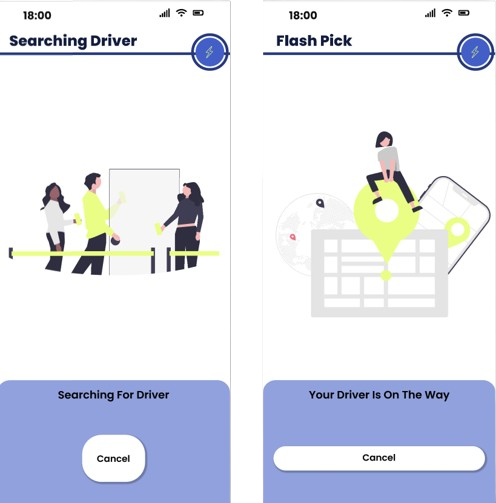 18:00
Searching Driver
Searching For Driver
Cancel
18:00
Flash Pick
Your Driver Is On The Way
Cancel